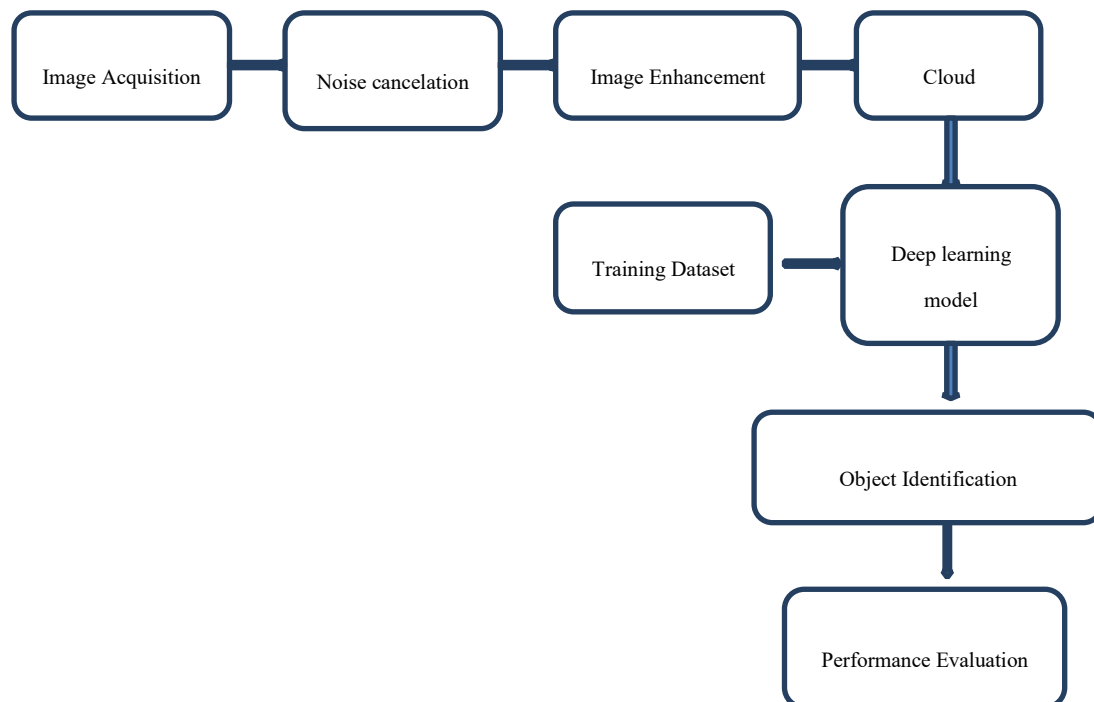 Image Acquisition
Noise cancelation
Image Enhancement
Cloud
Training Dataset
Deep learning
model
Object Identification
Performance Evaluation